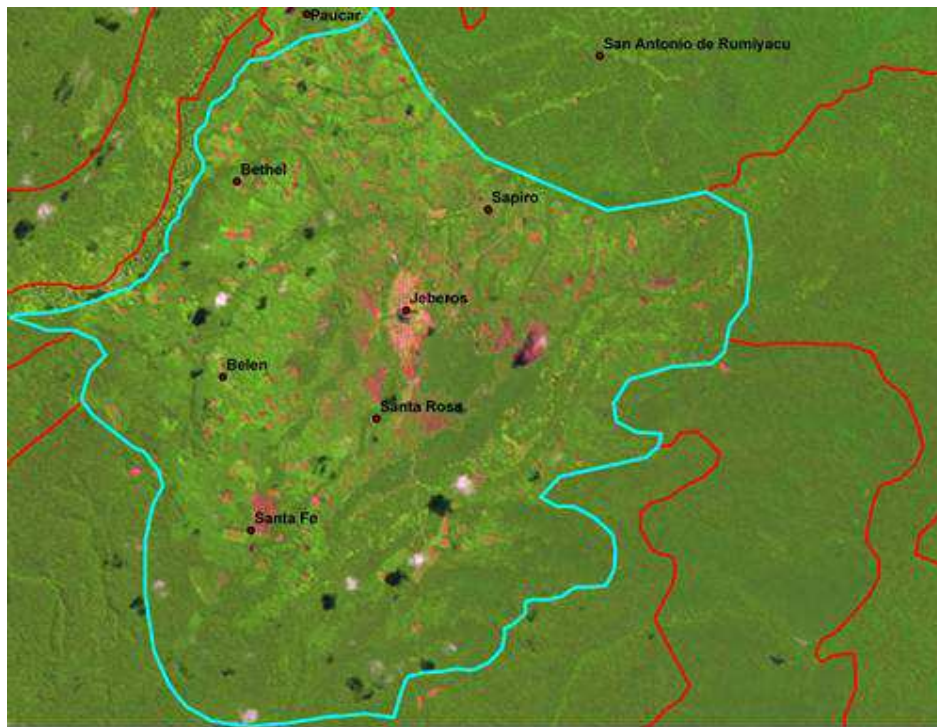 Paucar
San Antonio de Rumiyacu
Bethel
Sapiro
Jeberos
Belen
Santa Rosa
Santa Fe